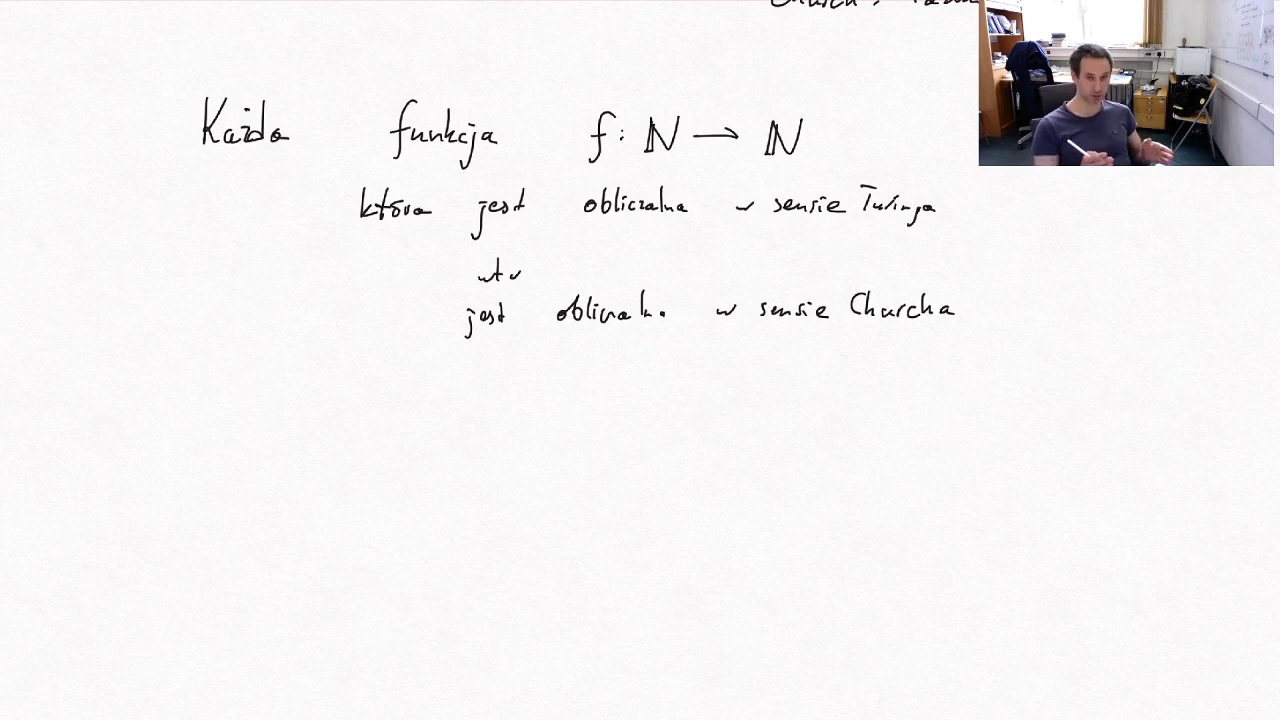 Każda funkcja f: ℕ → ℕ
która jest obliczalna w sensie Turinga
wtw
jest obliczalna w sensie Churcha